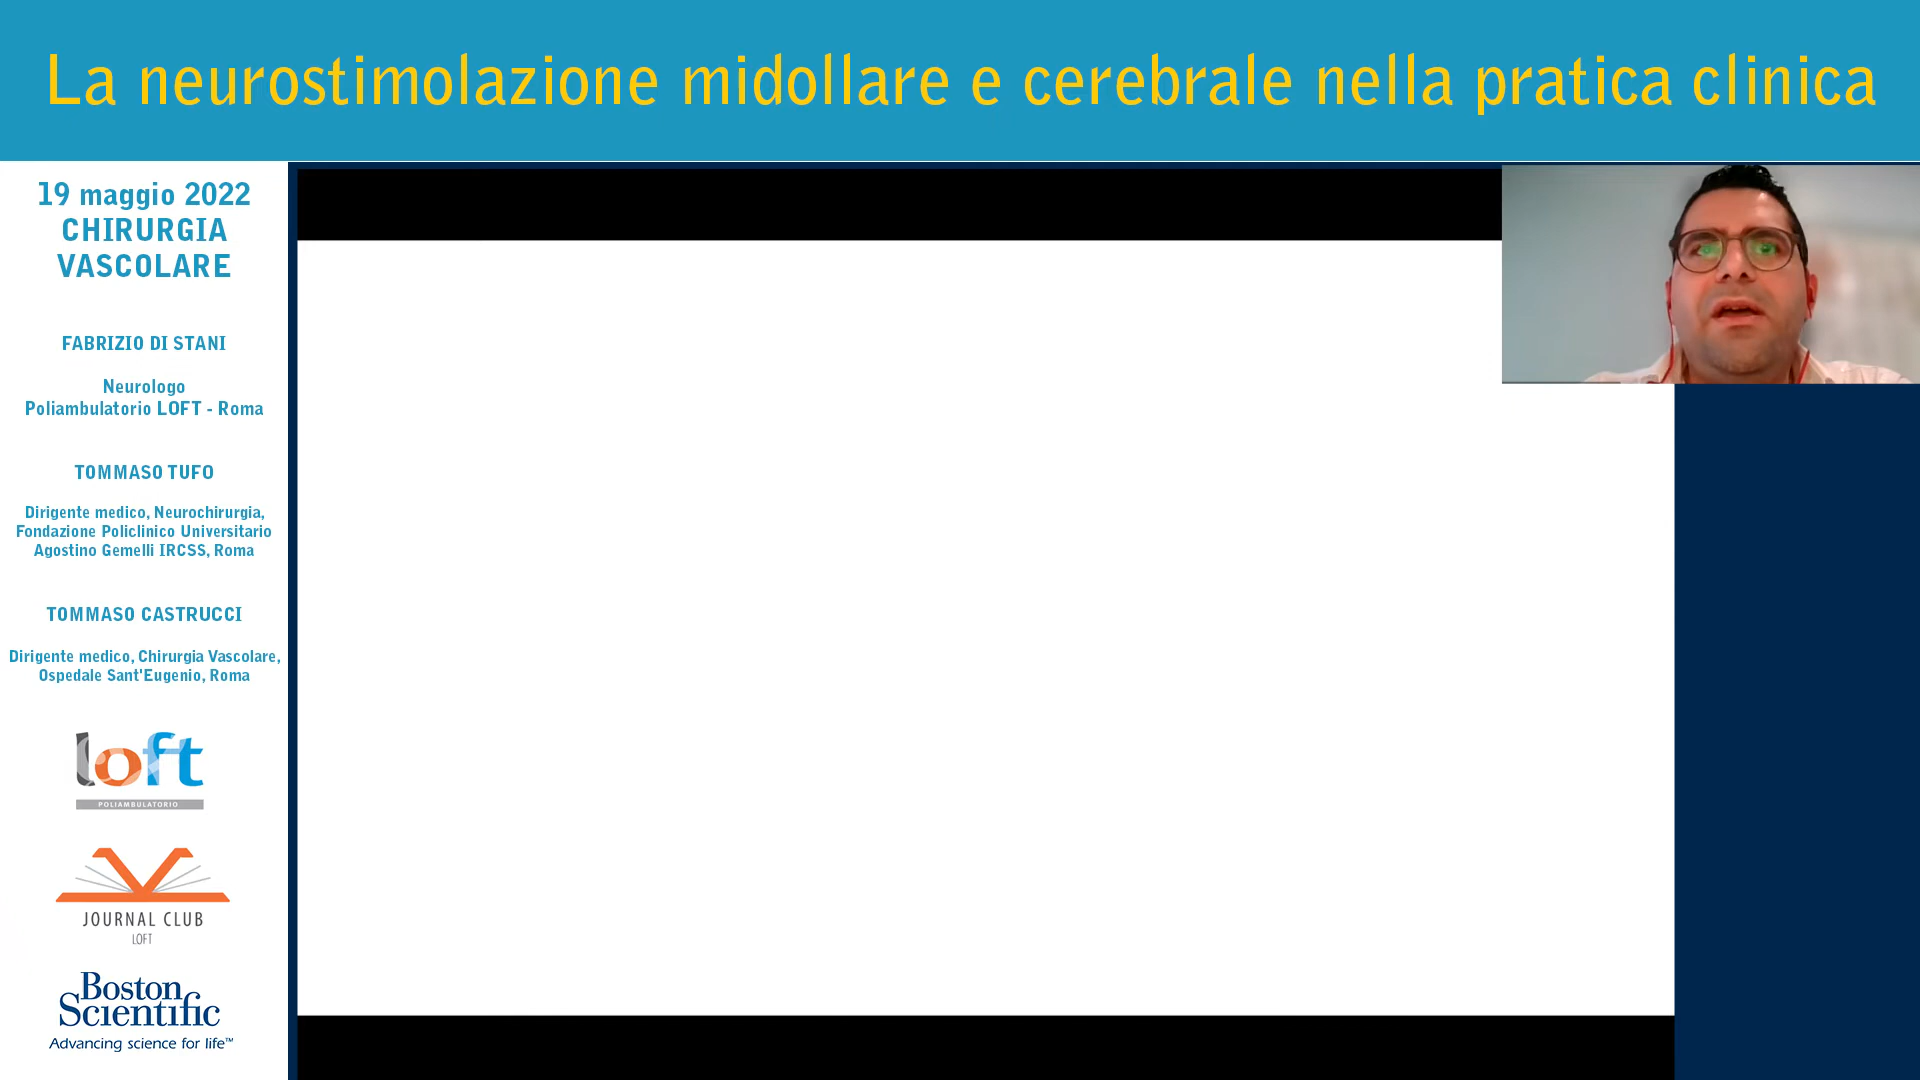 La neurostimolazione midollare e cerebrale nella pratica clinica
19 maggio 2022
CHIRURGIA
VASCOLARE
FABRIZIO DI STANI
Neurologo
Poliambulatorio LOFT - Roma
TOMMASO TUFO
Dirigente medico, Neurochirurgia,
Fondazione Policlinico Universitario
Agostino Gemelli IRCSS, Roma
TOMMASO CASTRUCCI
Dirigente medico, Chirurgia Vascolare,
Ospedale Sant'Eugenio, Roma
loft
POLIAMBULATORIO
JOURNAL CLUB
LOFT
Boston
Scientific
Advancing science for life™